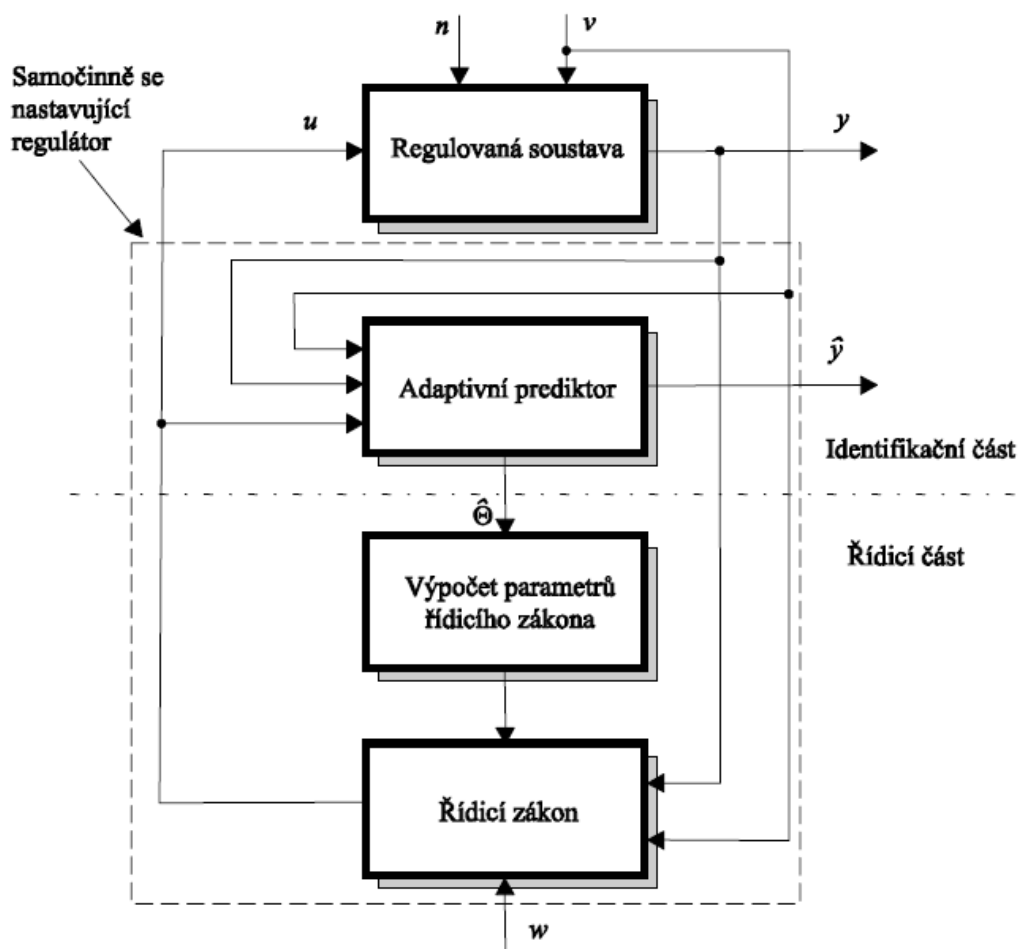 n
v
Samočinně se
nastavující
regulátor
u
Regulovaná soustava
y
Adaptivní prediktor
ŷ
Identifikační část
Θ̂
Řídicí část
Výpočet parametrů
řídicího zákona
Řídicí zákon
w